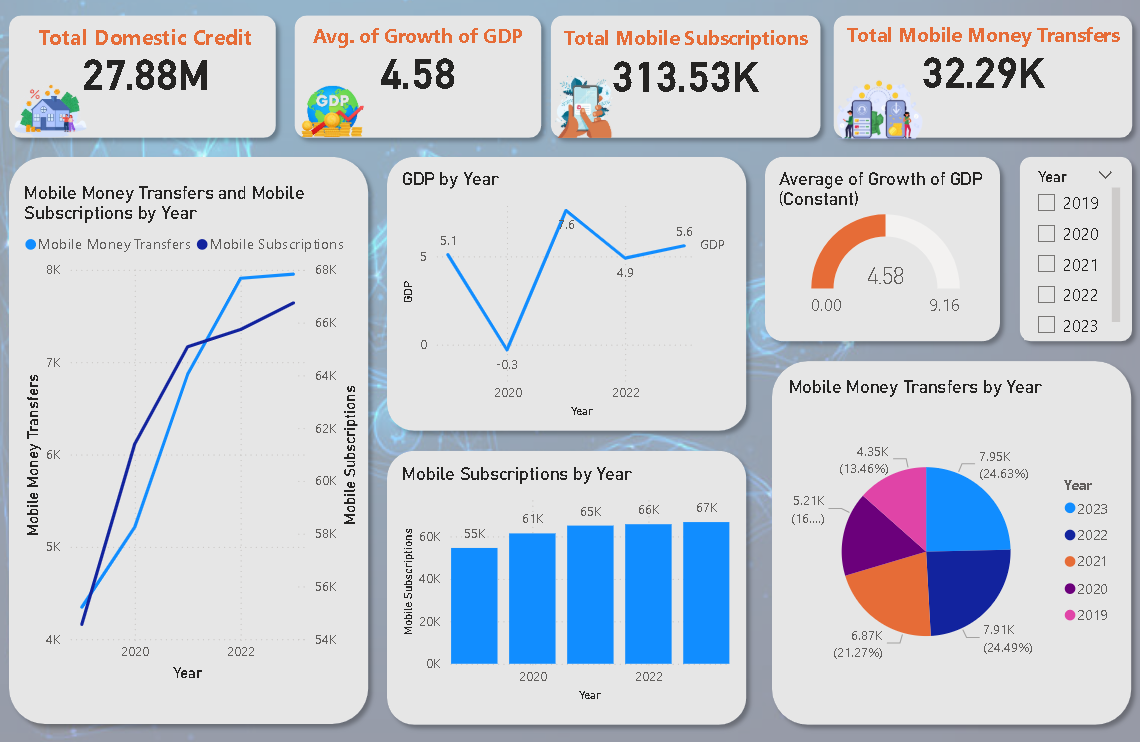 Total Domestic Credit
27.88M
Avg. of Growth of GDP
4.58
GDP
Total Mobile Subscriptions
313.53K
Total Mobile Money Transfers
32.29K
Mobile Money Transfers and Mobile
Subscriptions by Year
Mobile Money Transfers
Mobile Subscriptions
8K
7K
6K
5K
4K
68K
66K
64K
62K
60K
58K
56K
54K
Mobile Money Transfers
Mobile Subscriptions
2020
2022
Year
GDP by Year
5.1
-0.3
7.6
4.9
5.6
GDP
5
0
GDP
2020
2022
Year
Mobile Subscriptions by Year
55K
61K
65K
66K
67K
60K
40K
20K
0K
Mobile Subscriptions
2020
2022
Year
Average of Growth of GDP
(Constant)
4.58
0.00
9.16
Year
2019
2020
2021
2022
2023
Mobile Money Transfers by Year
7.95K
(24.63%)
7.91K
(24.49%)
6.87K
(21.27%)
5.21K
(16....)
4.35K
(13.46%)
Year
2023
2022
2021
2020
2019